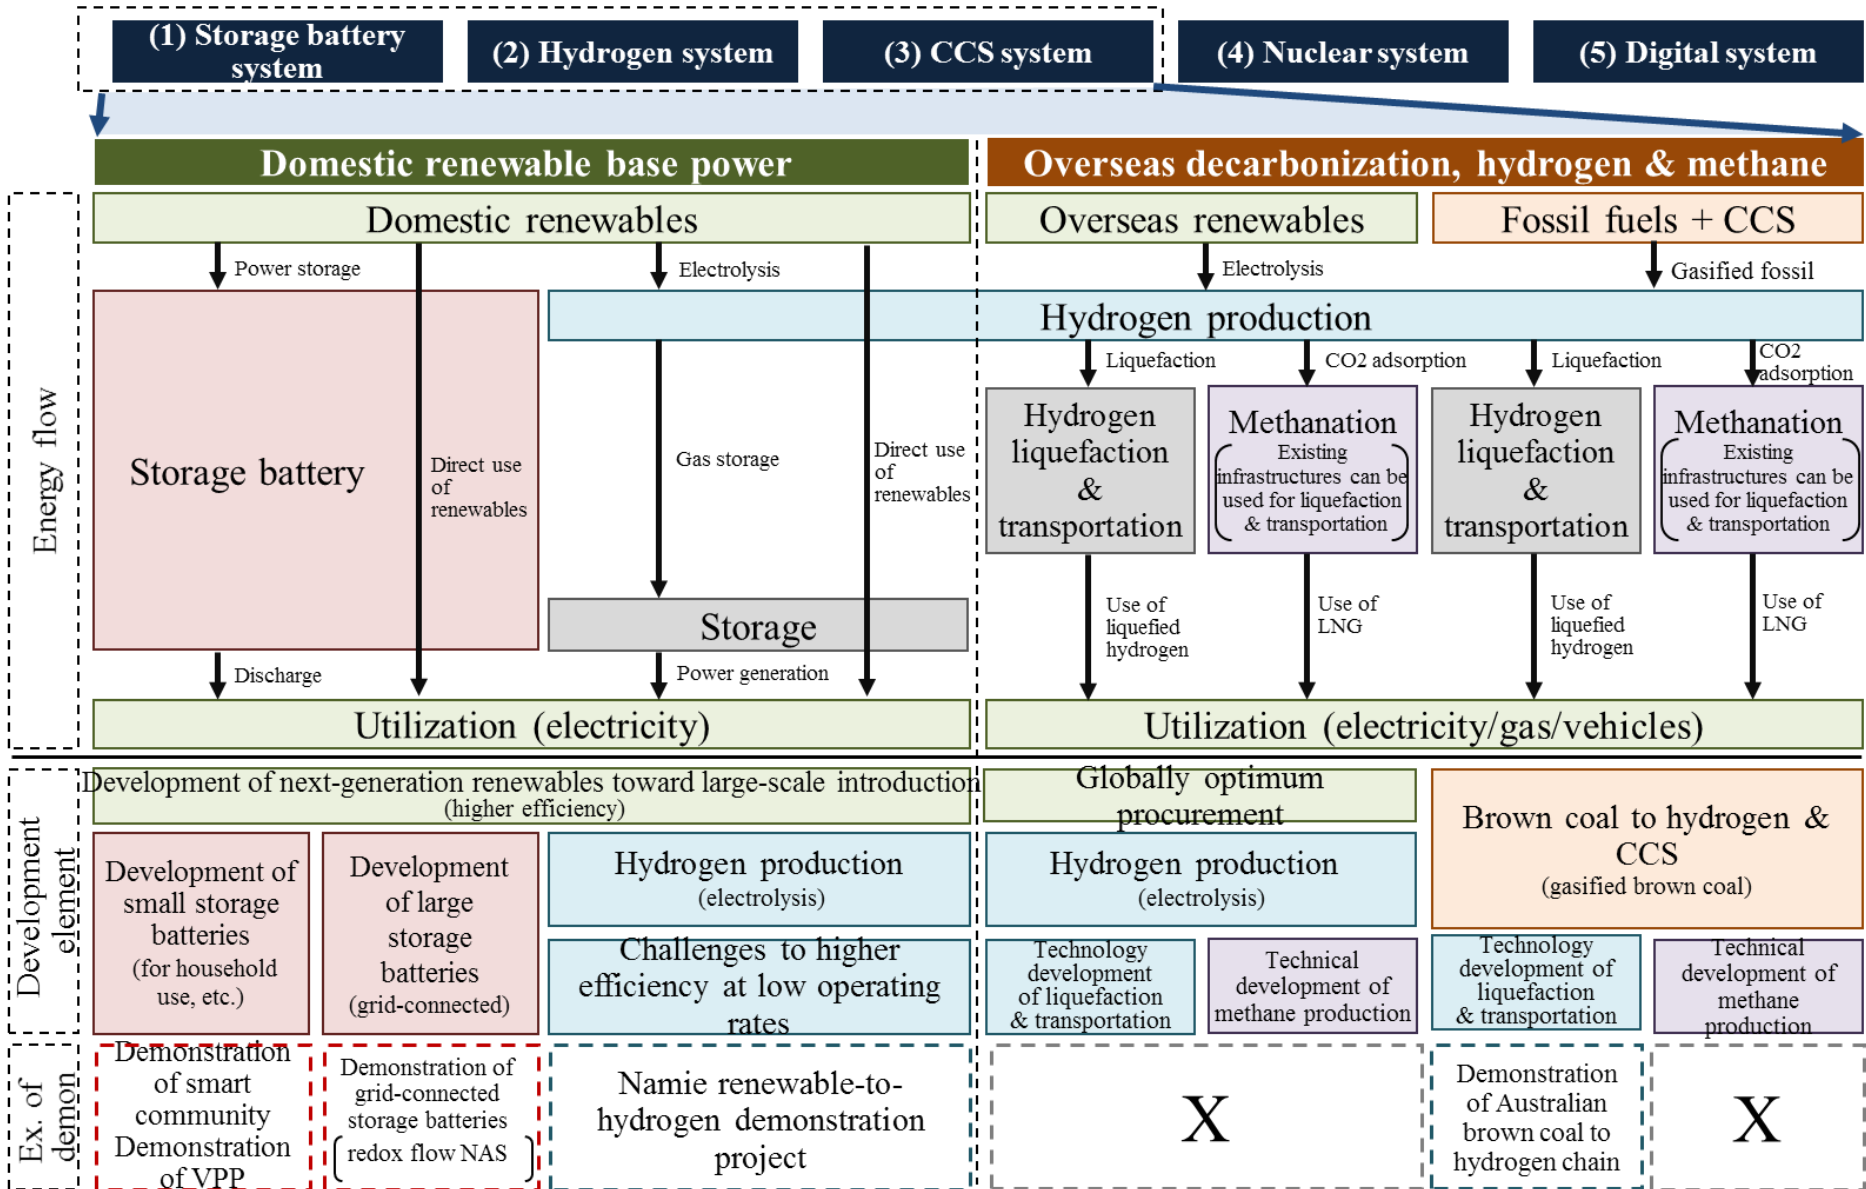 (1) Storage battery
system
(2) Hydrogen system
(3) CCS system
(4) Nuclear system
(5) Digital system
Domestic renewable base power
Overseas decarbonization, hydrogen & methane
Energy flow
Domestic renewables
Overseas renewables
Fossil fuels + CCS
Power storage
Electrolysis
Electrolysis
Gasified fossil
Hydrogen production
Liquefaction
CO2 adsorption
Liquefaction
CO2
adsorption
Storage battery
Direct use
of
renewables
Gas storage
Direct use
of
renewables
Hydrogen
liquefaction
&
transportation
Methanation
Existing
infrastructures can be
used for liquefaction
& transportation
Hydrogen
liquefaction
&
transportation
Methanation
Existing
infrastructures can be
used for liquefaction
& transportation
Storage
Use of
liquefied
hydrogen
Use of
LNG
Use of
liquefied
hydrogen
Use of
LNG
Discharge
Power generation
Utilization (electricity)
Utilization (electricity/gas/vehicles)
Development
element
Development of next-generation renewables toward large-scale introduction
(higher efficiency)
Globally optimum
procurement
Brown coal to hydrogen &
CCS
(gasified brown coal)
Development of
small storage
batteries
(for household
use, etc.)
Development
of large
storage
batteries
(grid-connected)
Hydrogen production
(electrolysis)
Hydrogen production
(electrolysis)
Challenges to higher
efficiency at low operating
rates
Technology
development
of liquefaction
& transportation
Technical
development of
methane production
Technology
development of
liquefaction
& transportation
Technical
development of
methane
production
Ex. of
demon
Demonstration
of smart
community
Demonstration
of VPP
Demonstration of
grid-connected
storage batteries
redox flow NAS
Namie renewable-to-
hydrogen demonstration
project
X
Demonstration
of Australian
brown coal to
hydrogen chain
X